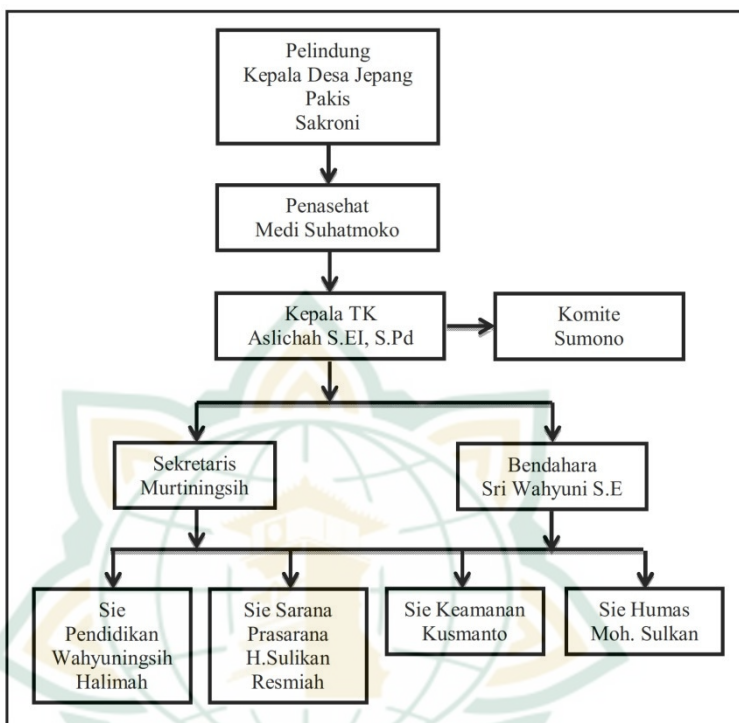 Pelindung
Kepala Desa Jepang
Pakis
Sakroni
Penasehat
Medi Suhatmoko
Kepala TK
Aslichah S.EI, S.Pd
Komite
Sumono
Sekretaris
Murtiningsih
Bendahara
Sri Wahyuni S.E
Sie
Pendidikan
Wahyuningsih
Halimah
Sie Sarana
Prasarana
H.Sulikan
Resmiah
Sie Keamanan
Kusmanto
Sie Humas
Moh. Sulkan